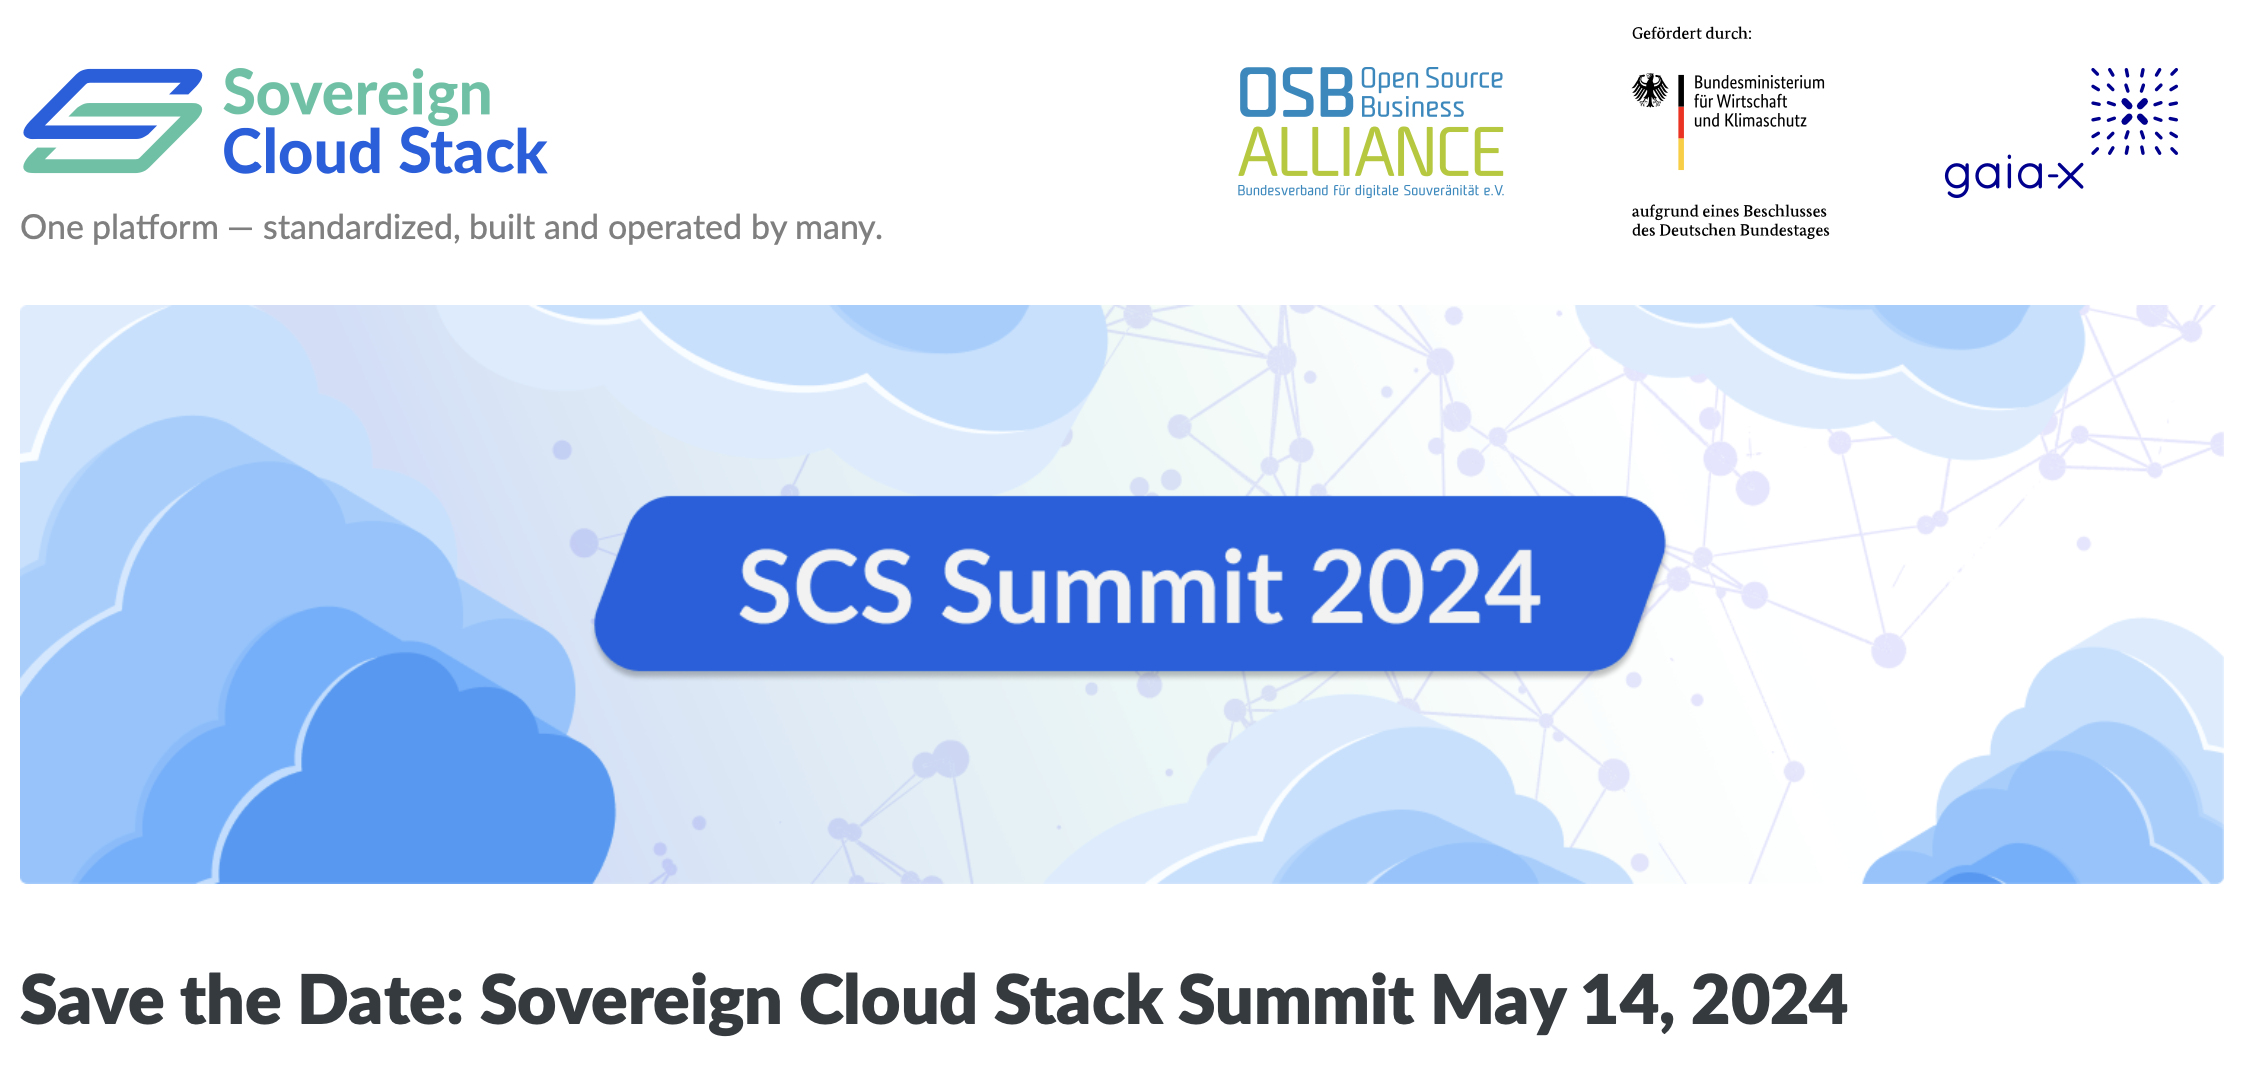 Sovereign
Cloud Stack
One platform — standardized, built and operated by many.
OSB Open Source
Business
ALLIANCE
Bundesverband für digitale Souveränität e.V.
Gefördert durch:
Bundesministerium
für Wirtschaft
und Klimaschutz
aufgrund eines Beschlusses
des Deutschen Bundestages
gaia-x
SCS Summit 2024
Save the Date: Sovereign Cloud Stack Summit May 14, 2024